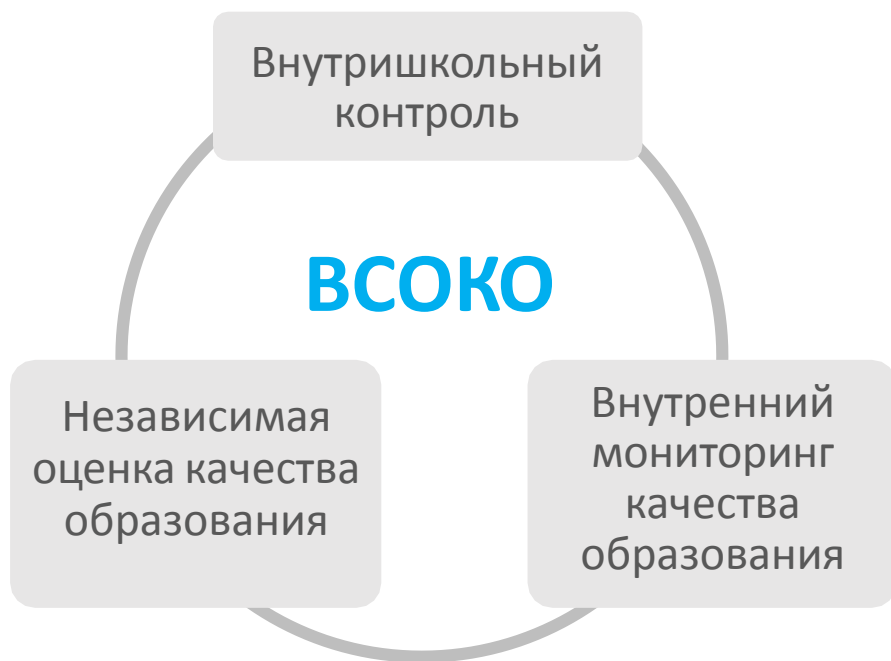 Внутришкольный
контроль
ВСОКО
Независимая
оценка качества
образования
Внутренний
мониторинг
качества
образования